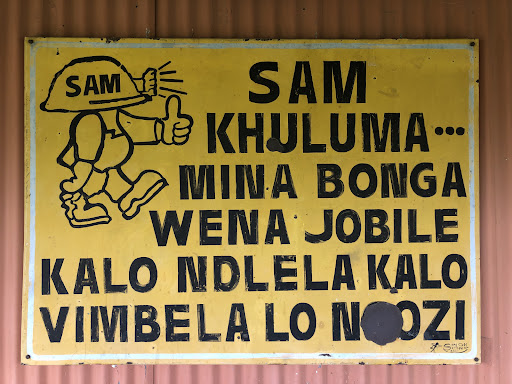 SAM
SAM
KHULUMA...
MINA BONGA
WENA JOBILE
KALO NDLELA KALO
VIMBELA LO